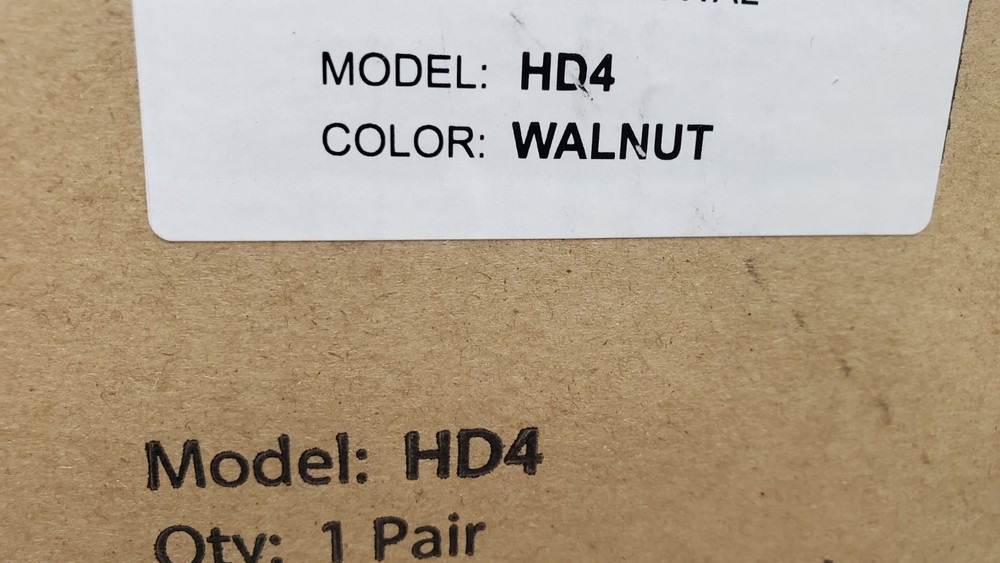 MODEL: HD4
COLOR: WALNUT
Model: HD4
Qty: 1 Pair